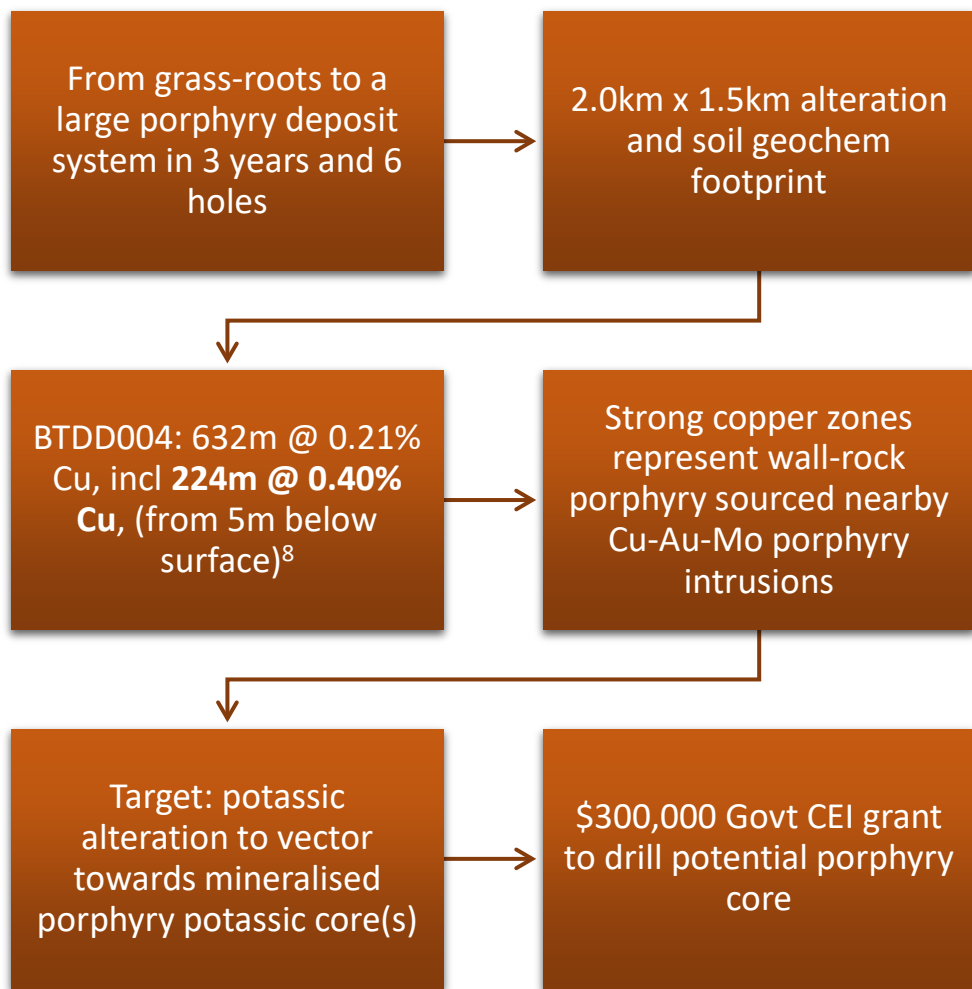 From grass-roots to a
large porphyry deposit
system in 3 years and 6
holes
2.0km x 1.5km alteration
and soil geochem
footprint
BTDD004: 632m @ 0.21%
Cu, incl 224m @ 0.40%
Cu, (from 5m below
surface)⁸
Strong copper zones
represent wall-rock
porphyry sourced nearby
Cu-Au-Mo porphyry
intrusions
Target: potassic
alteration to vector
towards mineralised
porphyry potassic core(s)
$300,000 Govt CEI grant
to drill potential porphyry
core